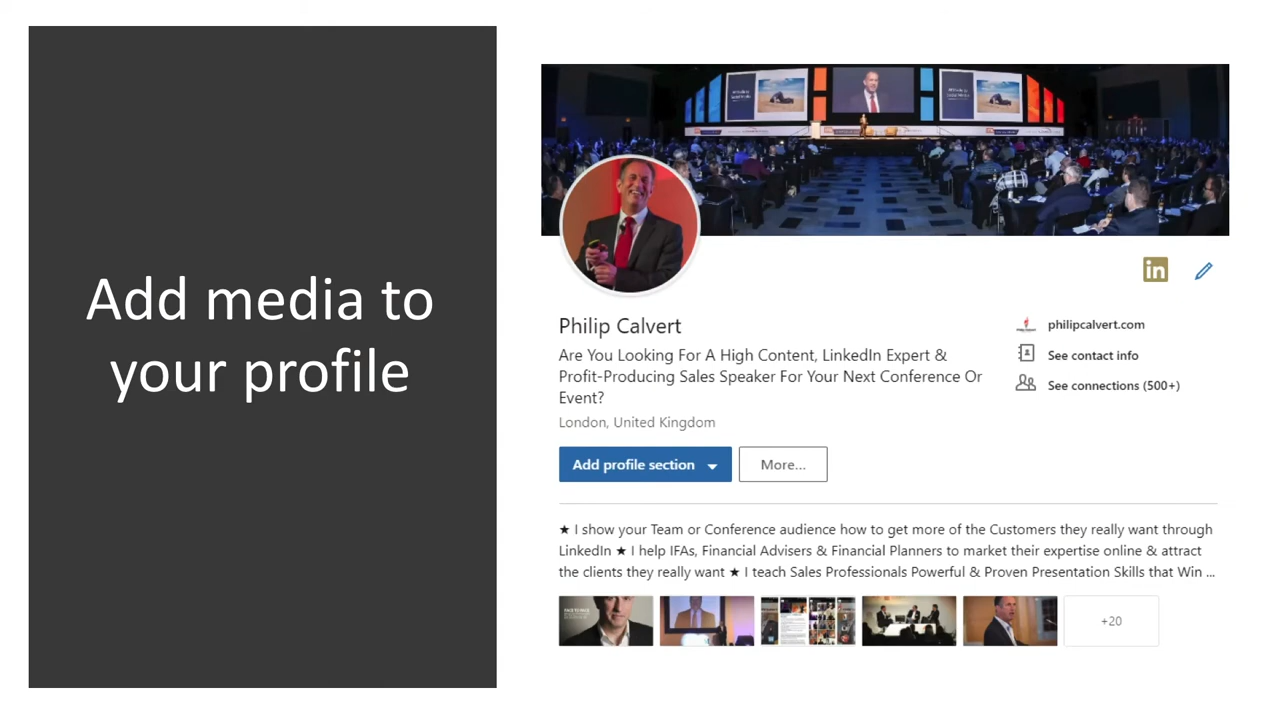 Add media to
your profile
Philip Calvert
Are You Looking For A High Content, LinkedIn Expert &
Profit-Producing Sales Speaker For Your Next Conference Or
Event?
London, United Kingdom
Add profile section
More...
in
philipcalvert.com
See contact info
See connections (500+)
★ I show your Team or Conference audience how to get more of the Customers they really want through
LinkedIn ★ I help IFAs, Financial Advisers & Financial Planners to market their expertise online & attract
the clients they really want ★ I teach Sales Professionals Powerful & Proven Presentation Skills that Win ...
+20